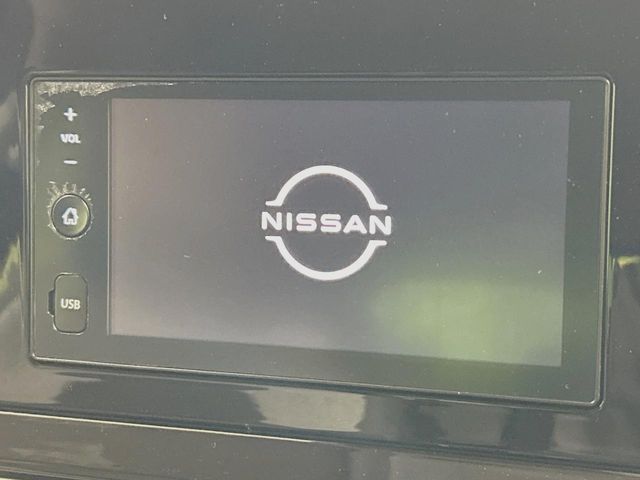 +
VOL
-
NISSAN
USB